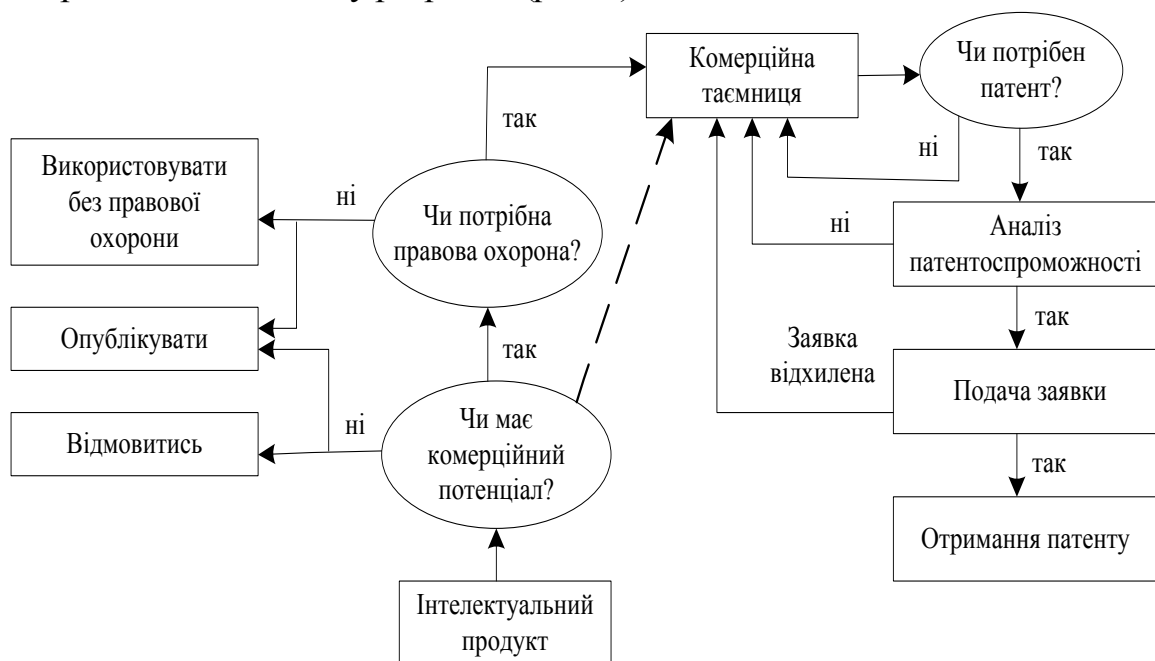 Комерційна
таємниця
Чи потрібен
патент?
так
ні
так
Використовувати
без правової
охорони
ні
Чи потрібна
правова охорона?
ні
Аналіз
патентоспроможності
Опублікувати
так
Заявка
відхилена
так
Подача заявки
Відмовитись
ні
Чи має
комерційний
потенціал?
так
Отримання патенту
Інтелектуальний
продукт